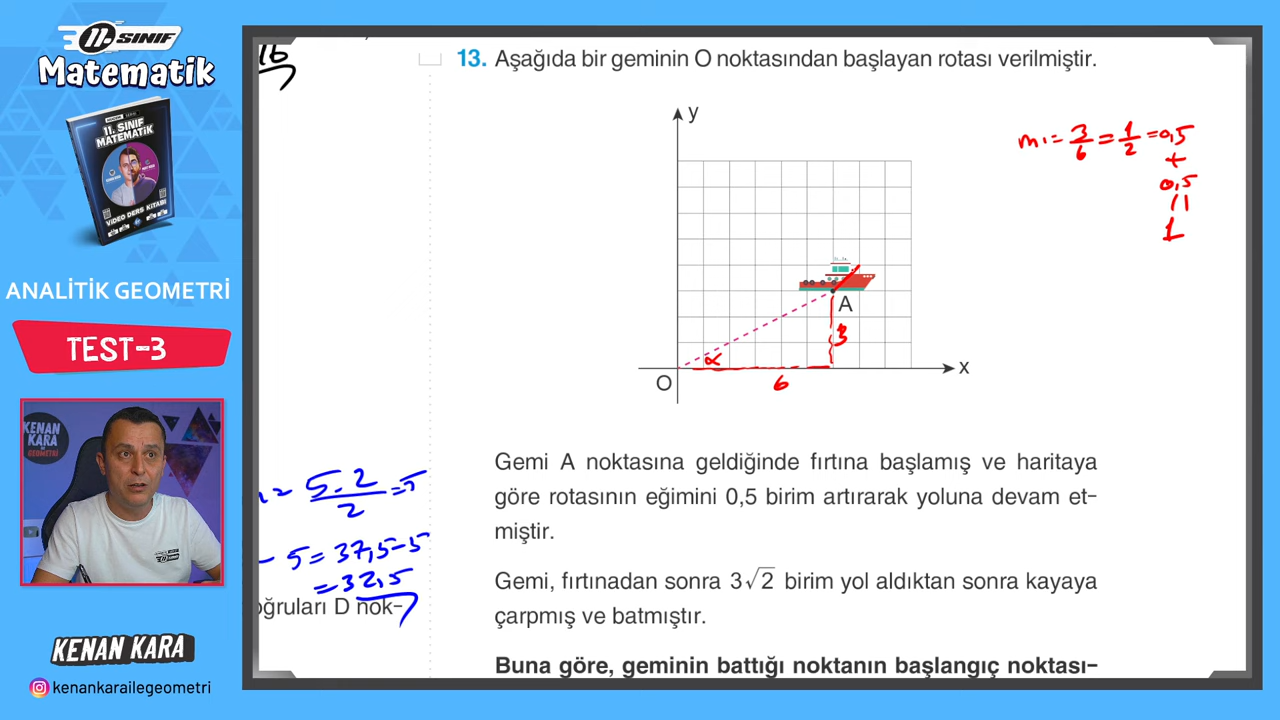 11. SINIF
Matematik
11. SINIF
MATEMATİK
VİDEO DERS KİTABI
ANALİTİK GEOMETRİ
TEST-3
KENAN KARA
GEOMETRİ
11. SINIF
KENAN KARA
kenankarailegeometri
16
5.2/2 = 5
- 5 = 37,5 - 5
= 32,5
oğruları D nok-
13. Aşağıda bir geminin O noktasından başlayan rotası verilmiştir.
y
m₁ = 3/6 = 1/2 = 0,5
+
0,5
=
1
A
3
α
O
6
x
Gemi A noktasına geldiğinde fırtına başlamış ve haritaya
göre rotasının eğimini 0,5 birim artırarak yoluna devam et-
miştir.
Gemi, fırtınadan sonra 3√2 birim yol aldıktan sonra kayaya
çarpmış ve batmıştır.
Buna göre, geminin battığı noktanın başlangıç noktası-